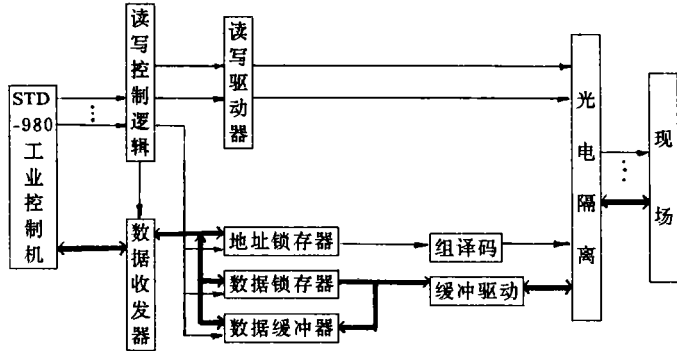 STD
-980
工业控制机
读写控制逻辑
数据收发器
读写驱动器
地址锁存器
数据锁存器
数据缓冲器
组译码
缓冲驱动
光电隔离
现场